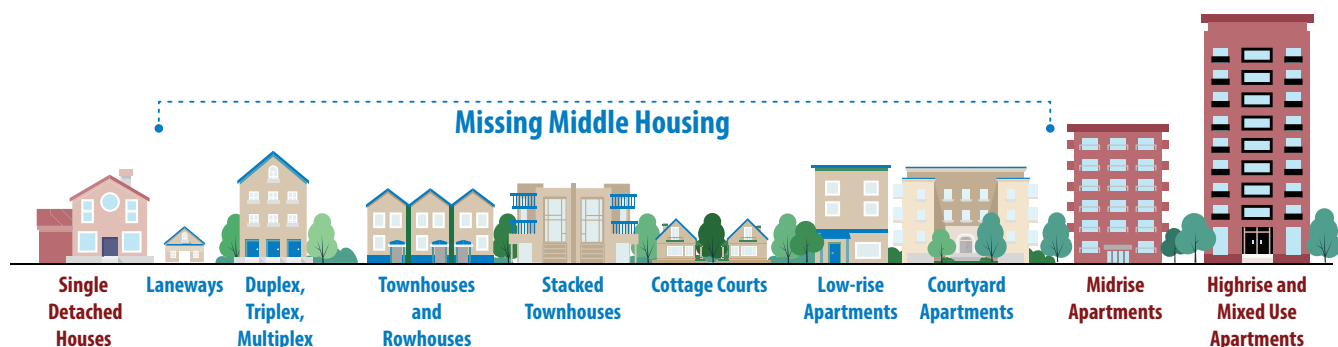 Missing Middle Housing
Single
Detached
Houses
Laneways
Duplex,
Triplex,
Multiplex
Townhouses
and
Rowhouses
Stacked
Townhouses
Cottage Courts
Low-rise
Apartments
Courtyard
Apartments
Midrise
Apartments
Highrise and
Mixed Use
Apartments